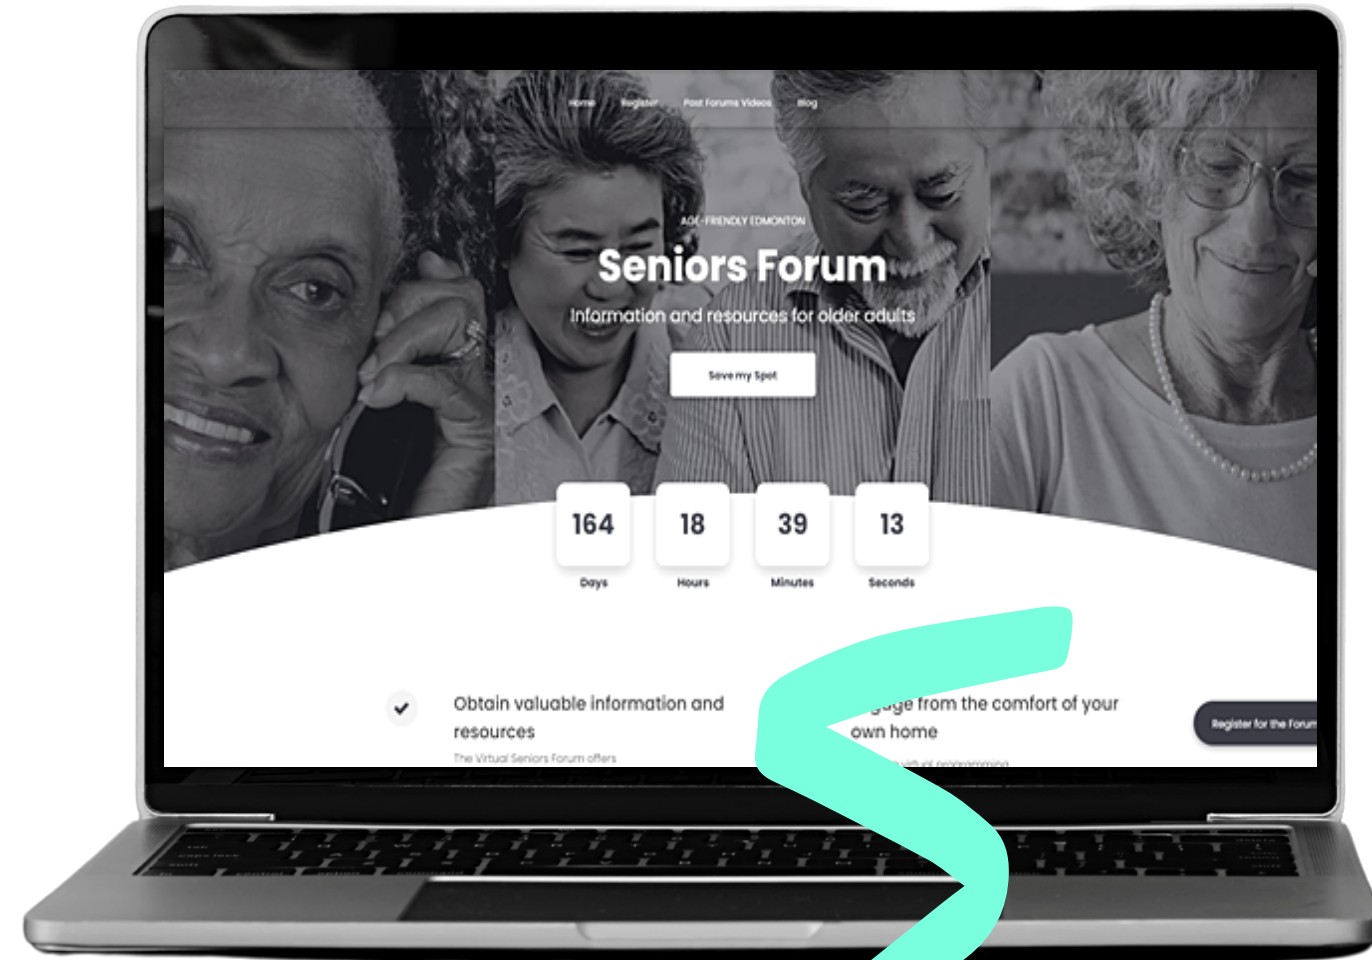 Home Register Past Forums Videos Blog
AGE-FRIENDLY EDMONTON
Seniors Forum
Information and resources for older adults
Save my Spot
164 18 39 13
Days Hours Minutes Seconds
Obtain valuable information and
resources
The Virtual Seniors Forum offers
from the comfort of your
own home
virtual programming
Register for the Forum